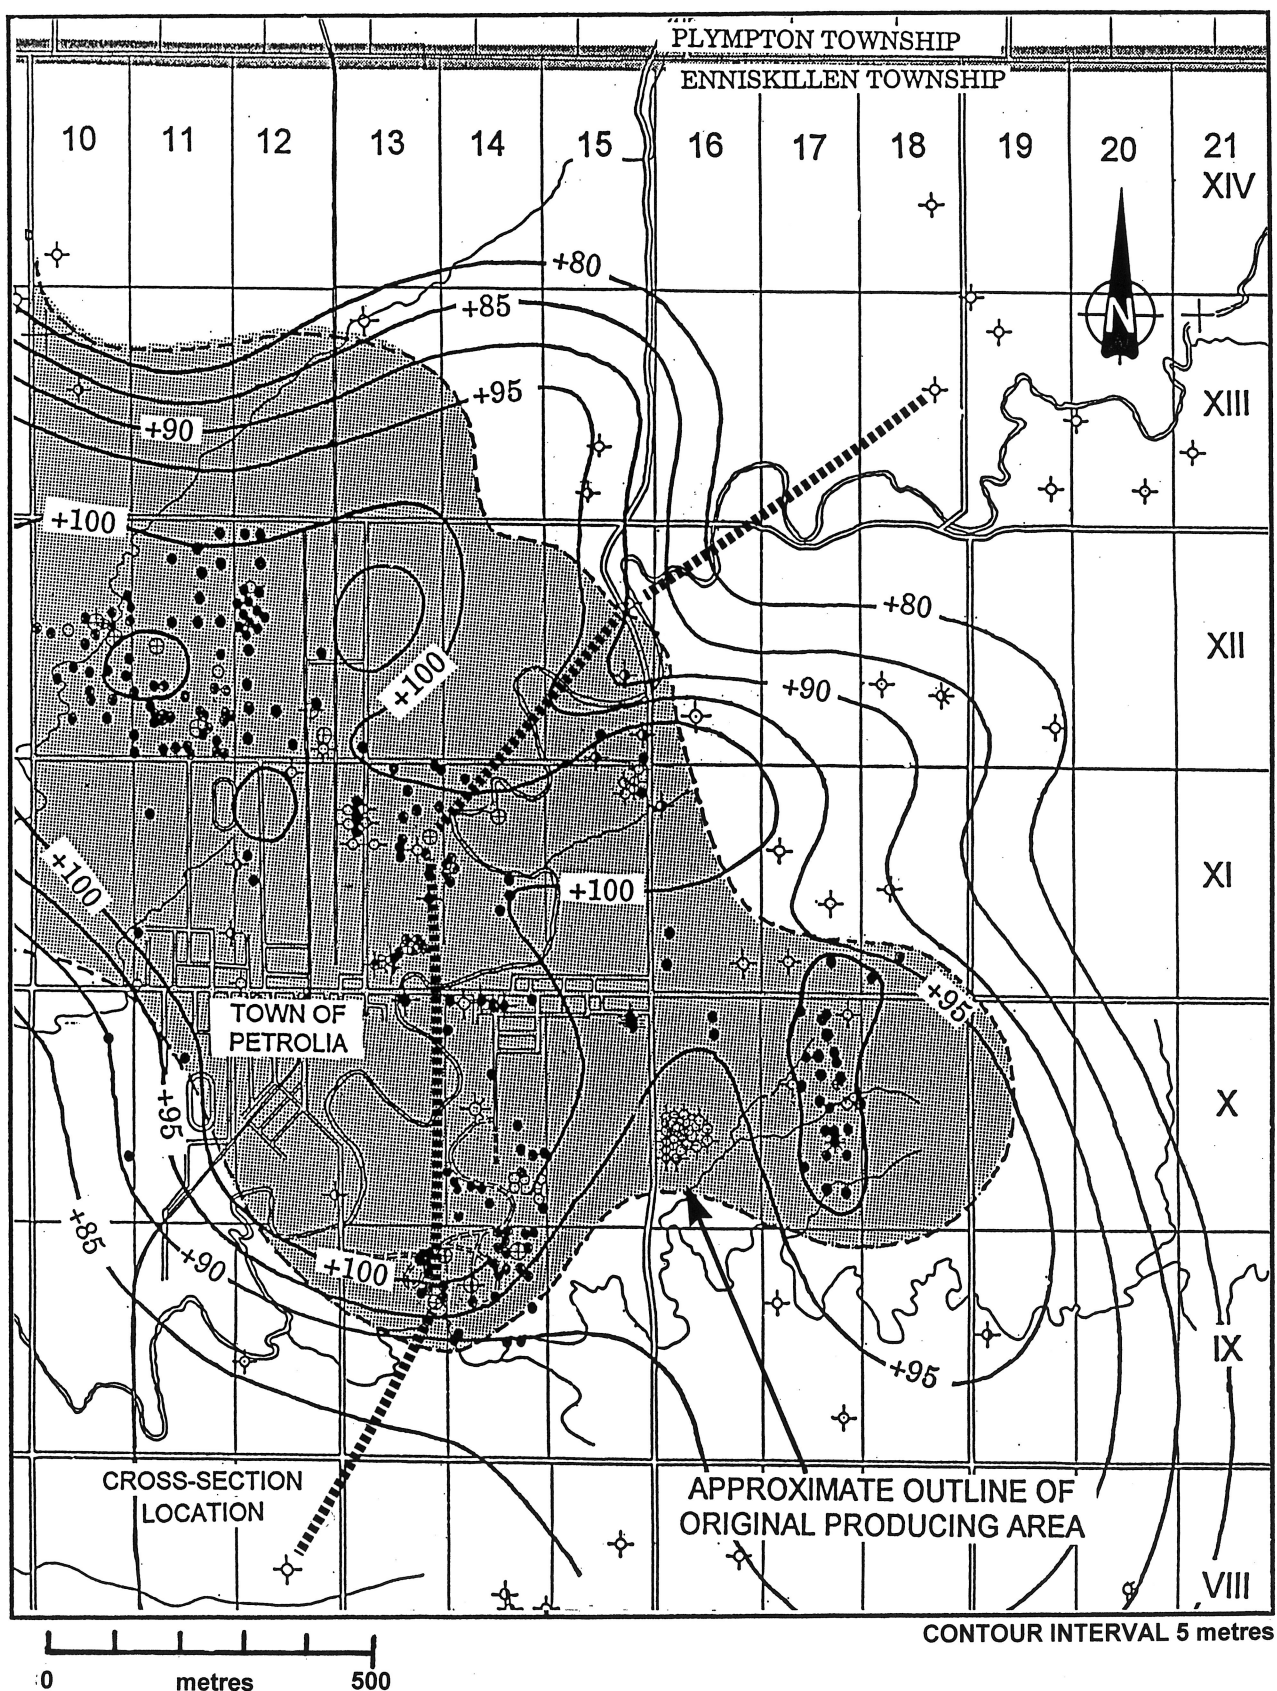 PLYMPTON TOWNSHIP
ENNISKILLEN TOWNSHIP
10 11 12 13 14 15 16 17 18 19 20 21
XIV
+80
+85
N
+95
XIII
+90
+100
+80
XII
+100
+90
+100
XI
+100
+95
TOWN OF
PETROLIA
+95
X
+85
+90
+100
IX
+95
CROSS-SECTION
LOCATION
APPROXIMATE OUTLINE OF
ORIGINAL PRODUCING AREA
VIII
CONTOUR INTERVAL 5 metres
0 metres 500